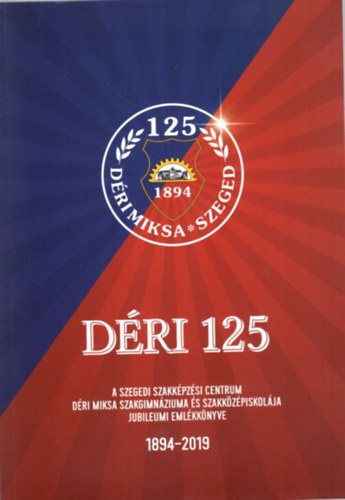 125
DÉRI MIKSA * SZEGED
1894
DÉRI 125
A SZEGEDI SZAKKÉPZÉSI CENTRUM
DÉRI MIKSA SZAKGIMNÁZIUMA ÉS SZAKKÖZÉPISKOLÁJA
JUBILEUMI EMLÉKKÖNYVE
1894-2019